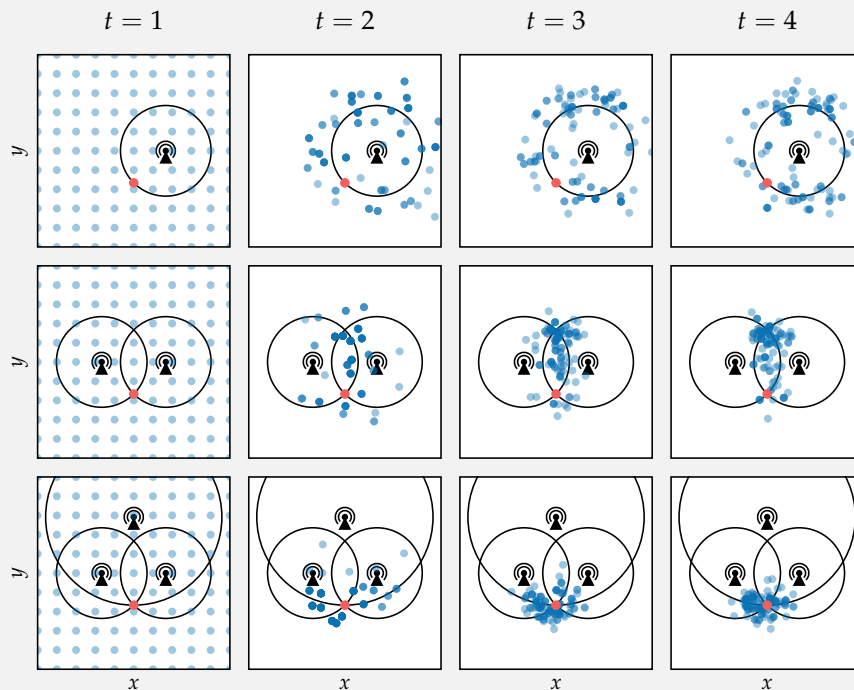 t = 1
t = 2
t = 3
t = 4
y
y
y
x
x
x
x